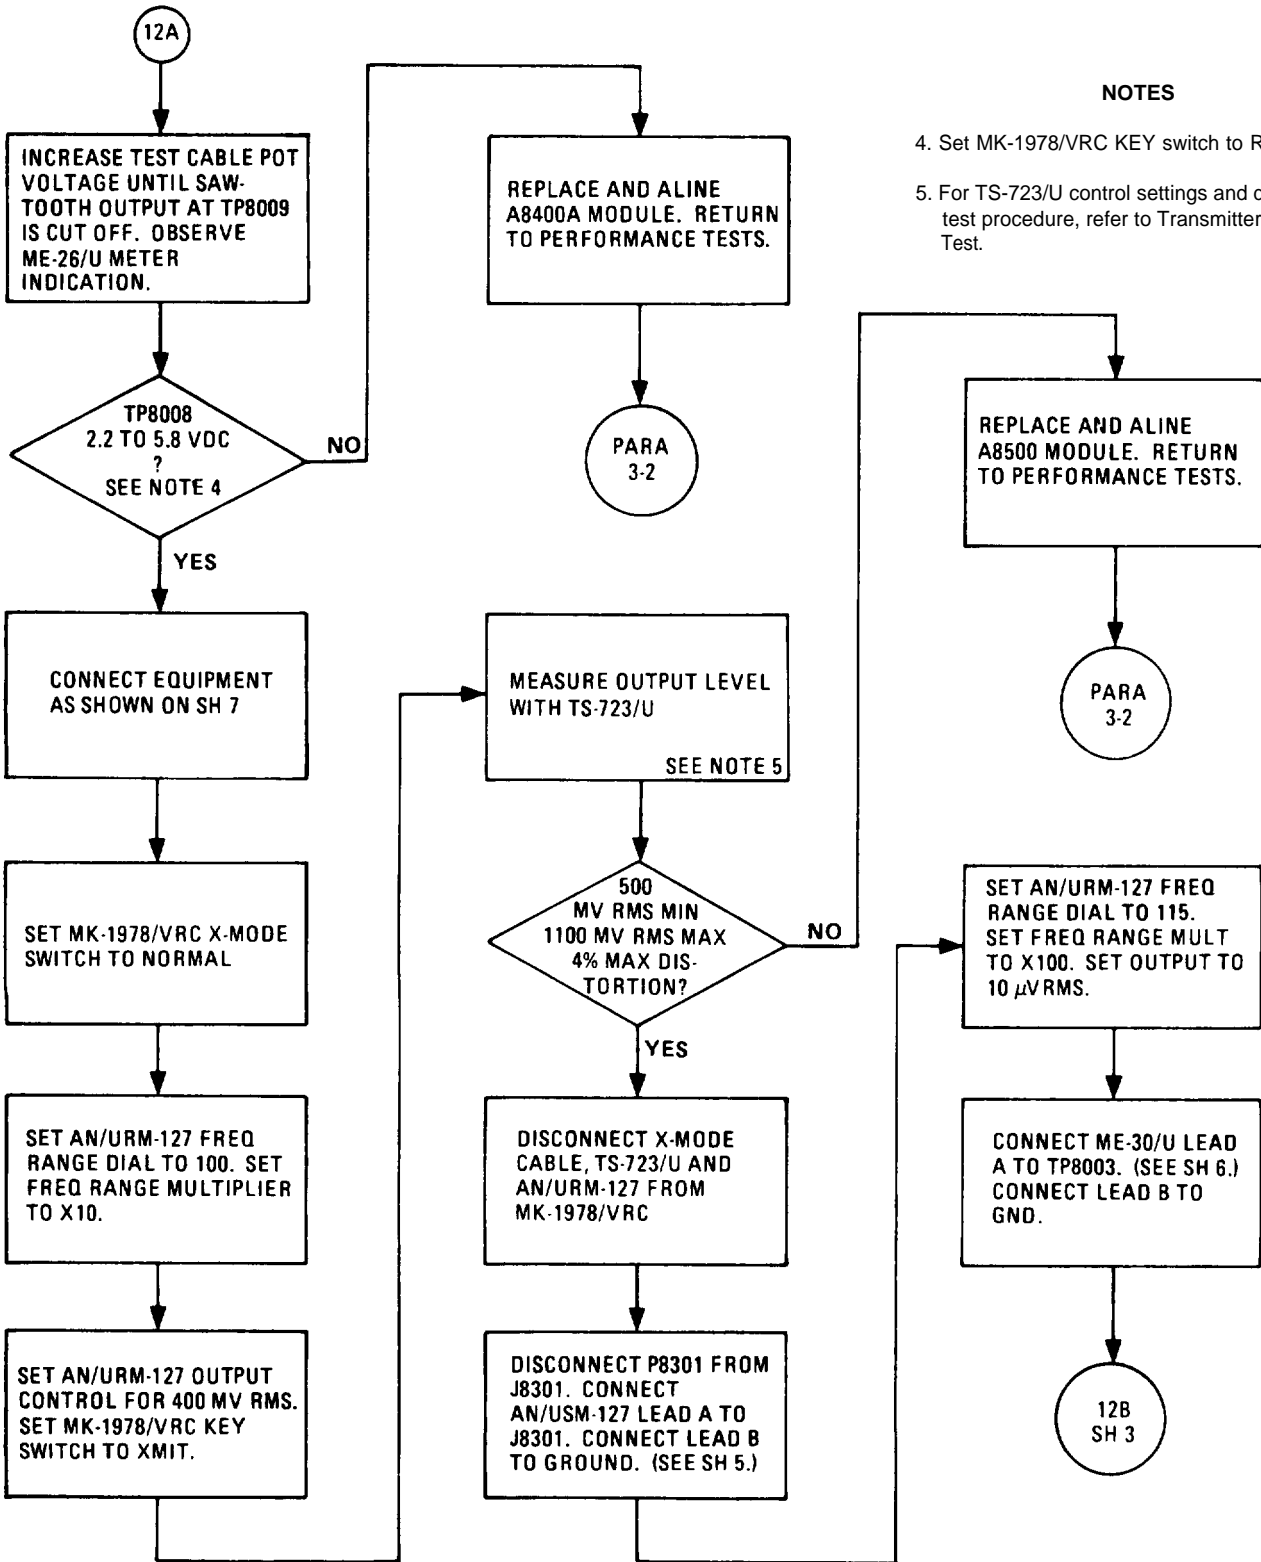 12A
INCREASE TEST CABLE POT
VOLTAGE UNTIL SAW-
TOOTH OUTPUT AT TP8009
IS CUT OFF. OBSERVE
ME-26/U METER
INDICATION.
TP8008
2.2 TO 5.8 VDC
?
SEE NOTE 4
NO
YES
CONNECT EQUIPMENT
AS SHOWN ON SH 7
SET MK-1978/VRC X-MODE
SWITCH TO NORMAL
SET AN/URM-127 FREQ
RANGE DIAL TO 100. SET
FREQ RANGE MULTIPLIER
TO X10.
SET AN/URM-127 OUTPUT
CONTROL FOR 400 MV RMS.
SET MK-1978/VRC KEY
SWITCH TO XMIT.
REPLACE AND ALINE
A8400A MODULE. RETURN
TO PERFORMANCE TESTS.
PARA
3-2
MEASURE OUTPUT LEVEL
WITH TS-723/U
SEE NOTE 5
500
MV RMS MIN
1100 MV RMS MAX
4% MAX DIS-
TORTION?
NO
YES
DISCONNECT X-MODE
CABLE, TS-723/U AND
AN/URM-127 FROM
MK-1978/VRC
DISCONNECT P8301 FROM
J8301. CONNECT
AN/USM-127 LEAD A TO
J8301. CONNECT LEAD B
TO GROUND. (SEE SH 5.)
NOTES
4. Set MK-1978/VRC KEY switch to R
5. For TS-723/U control settings and
test procedure, refer to Transmitter
Test.
REPLACE AND ALINE
A8500 MODULE. RETURN
TO PERFORMANCE TESTS.
PARA
3-2
SET AN/URM-127 FREQ
RANGE DIAL TO 115.
SET FREQ RANGE MULT
TO X100. SET OUTPUT TO
10 µV RMS.
CONNECT ME-30/U LEAD
A TO TP8003. (SEE SH 6.)
CONNECT LEAD B TO
GND.
12B
SH 3